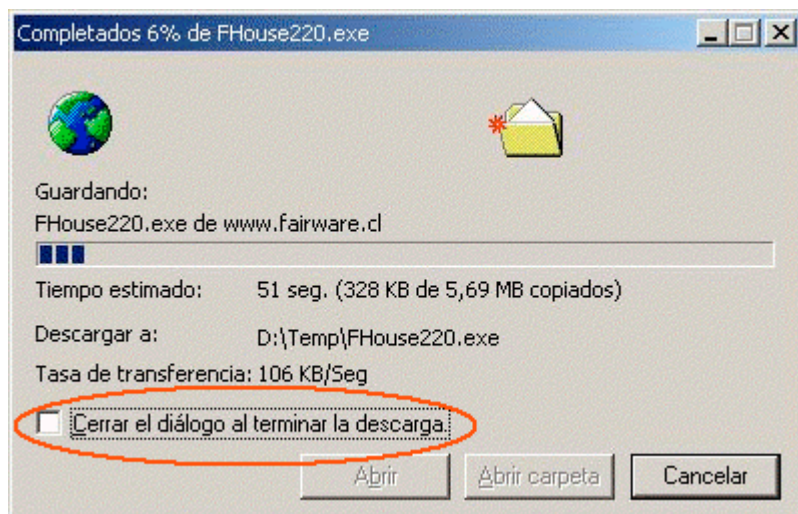 Completados 6% de FHouse220.exe
Guardando:
FHouse220.exe de www.fairware.cl
Tiempo estimado: 51 seg. (328 KB de 5,69 MB copiados)
Descargar a: D:\Temp\FHouse220.exe
Tasa de transferencia: 106 KB/Seg
Cerrar el diálogo al terminar la descarga.
Abrir Abrir carpeta Cancelar